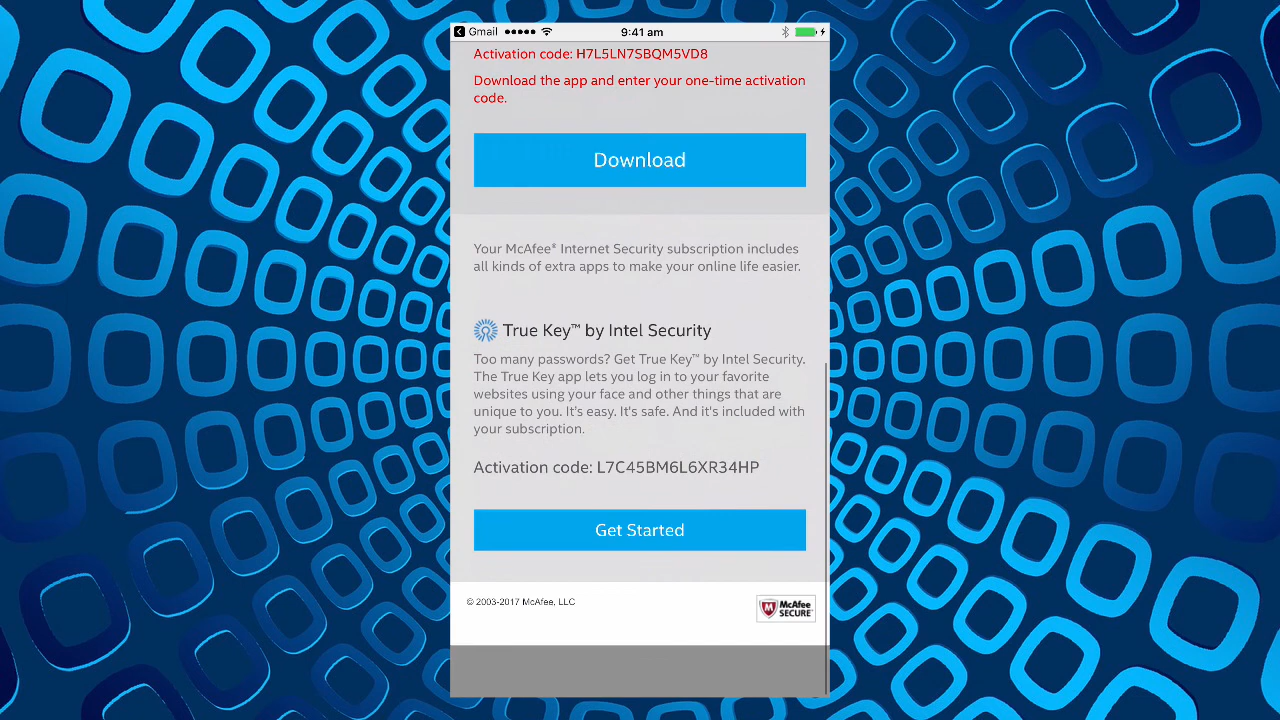 Gmail
9:41 am
Activation code: H7L5LN7SBQM5VD8
Download the app and enter your one-time activation
code.
Download
Your McAfee® Internet Security subscription includes
all kinds of extra apps to make your online life easier.
True Key™ by Intel Security
Too many passwords? Get True Key™ by Intel Security.
The True Key app lets you log in to your favorite
websites using your face and other things that are
unique to you. It's easy. It's safe. And it's included with
your subscription.
Activation code: L7C45BM6L6XR34HP
Get Started
© 2003-2017 McAfee, LLC
McAfee
SECURE™